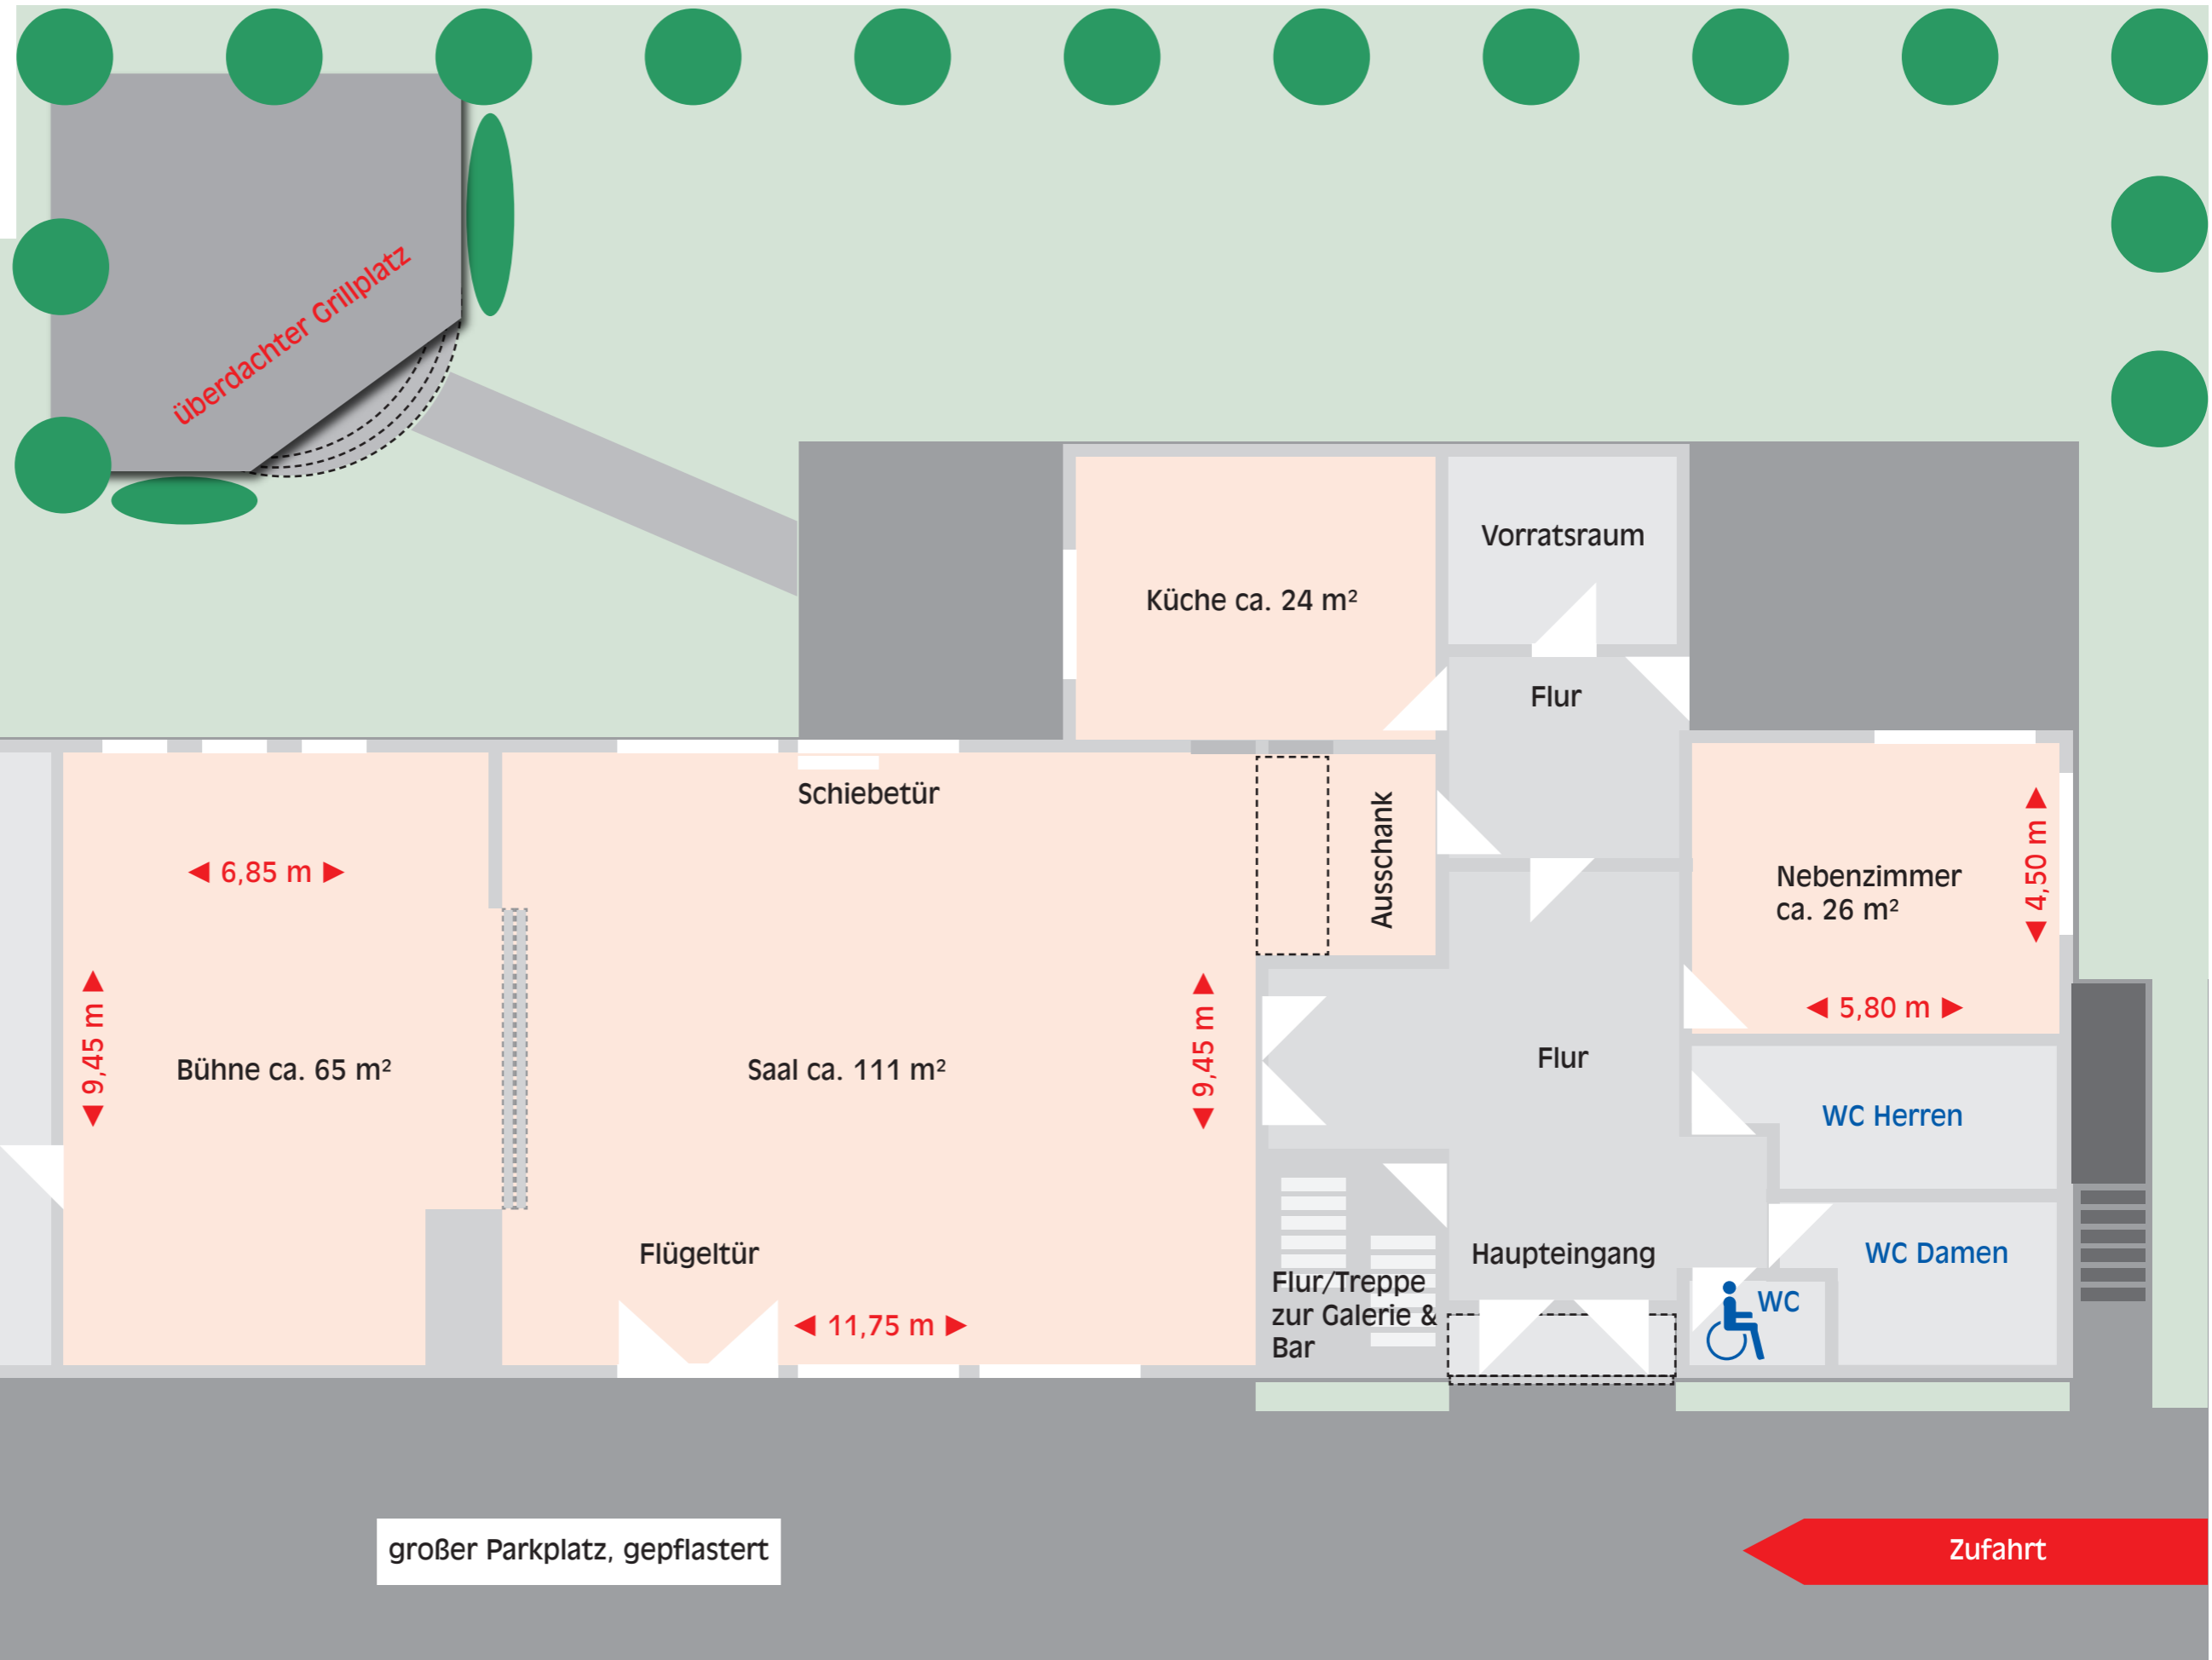 überdachter Grillplatz
Vorratsraum
Küche ca. 24 m²
Flur
Schiebetür
Ausschank
6,85 m
Nebenzimmer
ca. 26 m²
4,50 m
5,80 m
9,45 m
Bühne ca. 65 m²
Saal ca. 111 m²
9,45 m
Flur
WC Herren
Flügeltür
Haupteingang
WC Damen
Flur/Treppe
zur Galerie &
Bar
WC
11,75 m
großer Parkplatz, gepflastert
Zufahrt